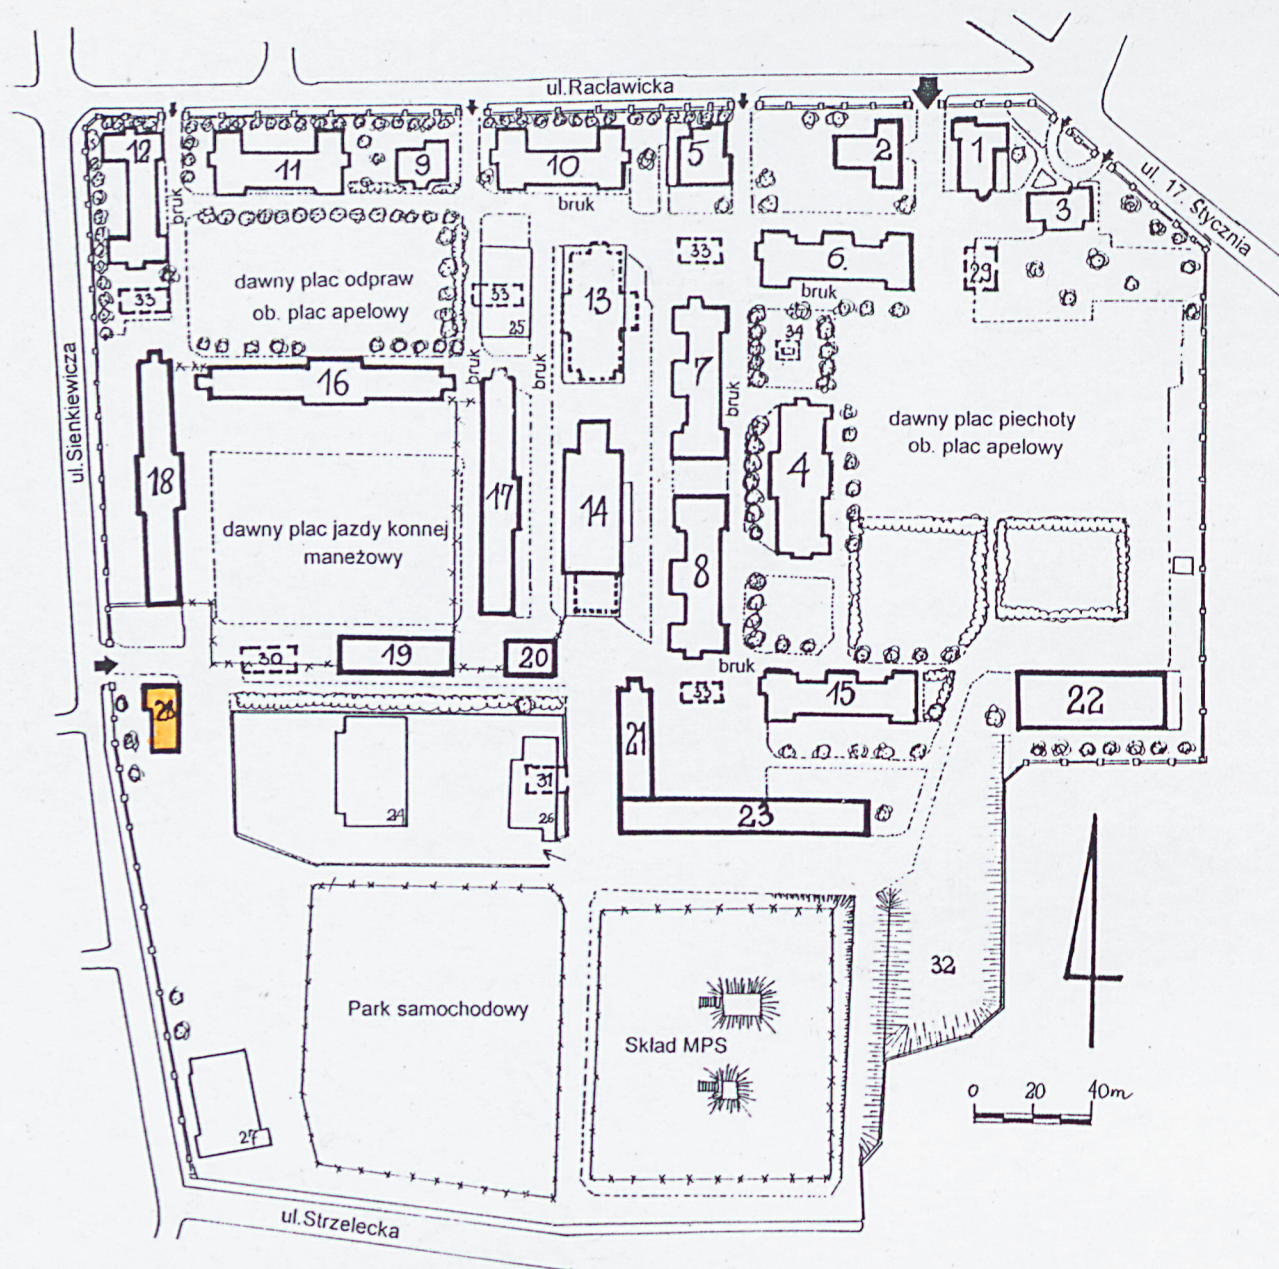 ul.Racławicka
12
11
9
10
5
2
1
3
ul. 17. Stycznia
bruk
bruk
33
dawny plac odpraw
ob. plac apelowy
33
25
13
33
6.
29
bruk
34
bruk
bruk
16
7
bruk
dawny plac piechoty
ob. plac apelowy
ul.Sienkiewicza
18
17
14
4
dawny plac jazdy konnej
maneżowy
8
30
19
20
bruk
28
33
15
22
21
31
24
26
23
32
Park samochodowy
Skład MPS
0 20 40m
27
ul.Strzelecka